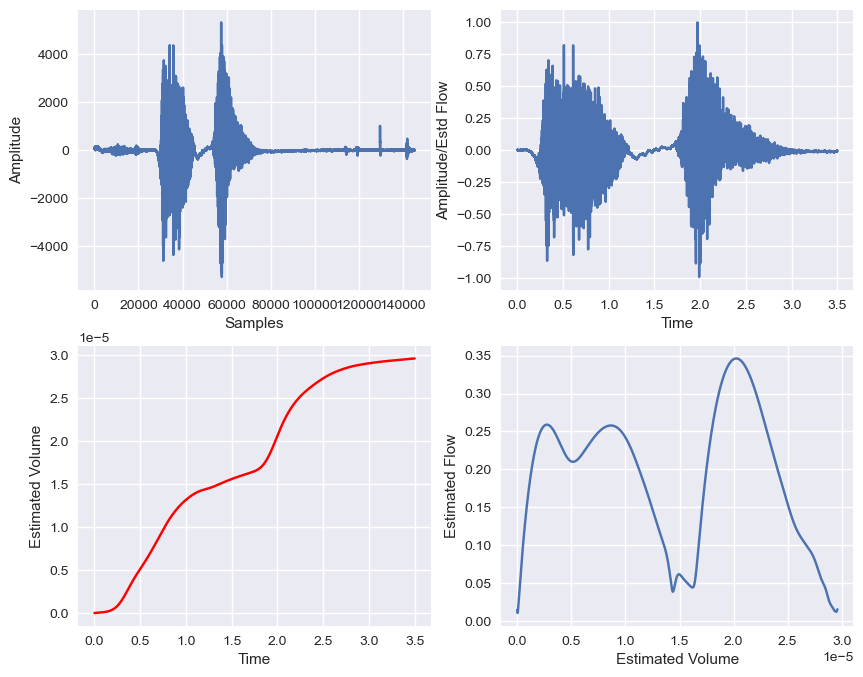 4000
2000
0
−2000
−4000
Amplitude
0 20000 40000 60000 80000 100000 120000 140000
Samples
1.00
0.75
0.50
0.25
0.00
−0.25
−0.50
−0.75
−1.00
Amplitude/Estd Flow
0.0 0.5 1.0 1.5 2.0 2.5 3.0 3.5
Time
1e−5
3.0
2.5
2.0
1.5
1.0
0.5
0.0
Estimated Volume
0.0 0.5 1.0 1.5 2.0 2.5 3.0 3.5
Time
0.35
0.30
0.25
0.20
0.15
0.10
0.05
0.00
Estimated Flow
0.0 0.5 1.0 1.5 2.0 2.5 3.0
1e−5
Estimated Volume